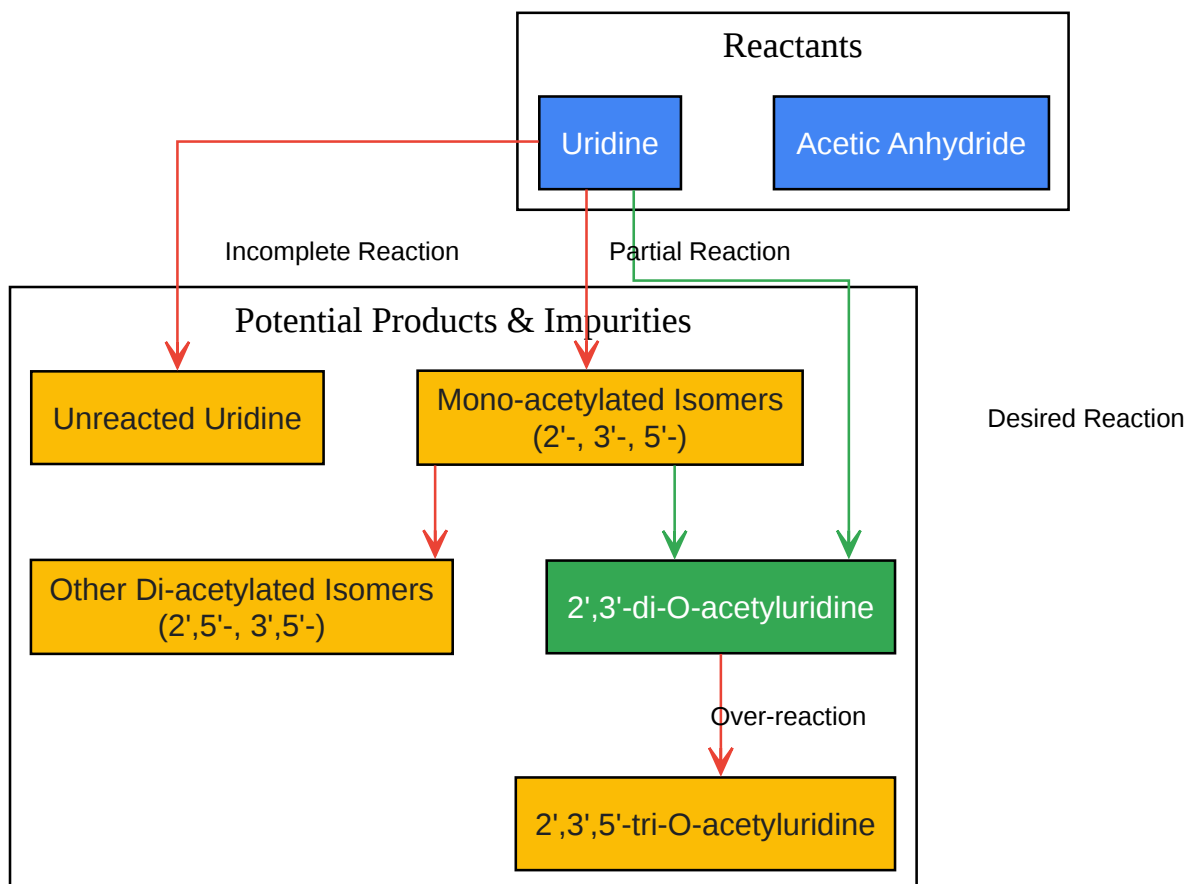 Reactants
Uridine
Acetic Anhydride
Incomplete Reaction
Partial Reaction
Potential Products & Impurities
Unreacted Uridine
Mono-acetylated Isomers
(2'-, 3'-, 5'-)
Desired Reaction
Other Di-acetylated Isomers
(2',5'-, 3',5'-)
2',3'-di-O-acetyluridine
Over-reaction
2',3',5'-tri-O-acetyluridine